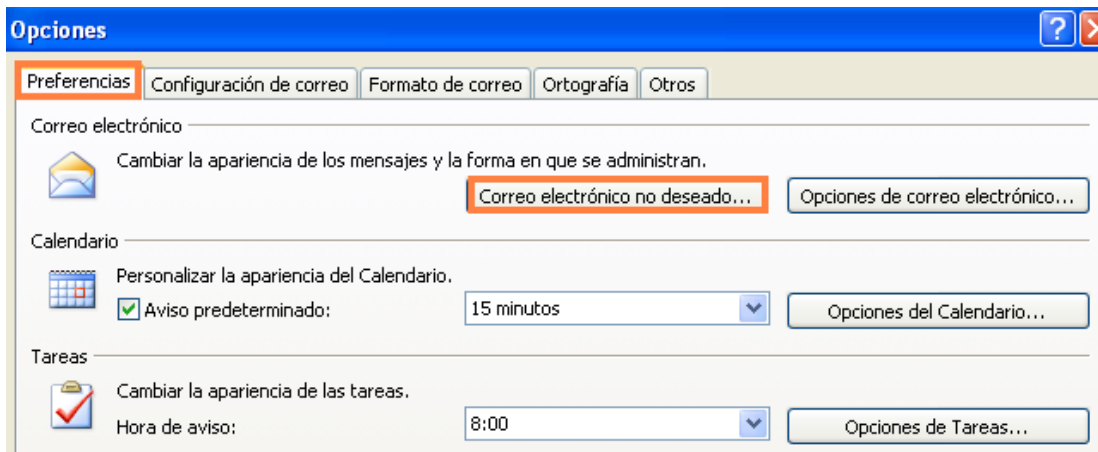 Opciones
Preferencias Configuración de correo Formato de correo Ortografía Otros
Correo electrónico
Cambiar la apariencia de los mensajes y la forma en que se administran.
Correo electrónico no deseado... Opciones de correo electrónico...
Calendario
Personalizar la apariencia del Calendario.
Aviso predeterminado: 15 minutos Opciones del Calendario...
Tareas
Cambiar la apariencia de las tareas.
Hora de aviso: 8:00 Opciones de Tareas...